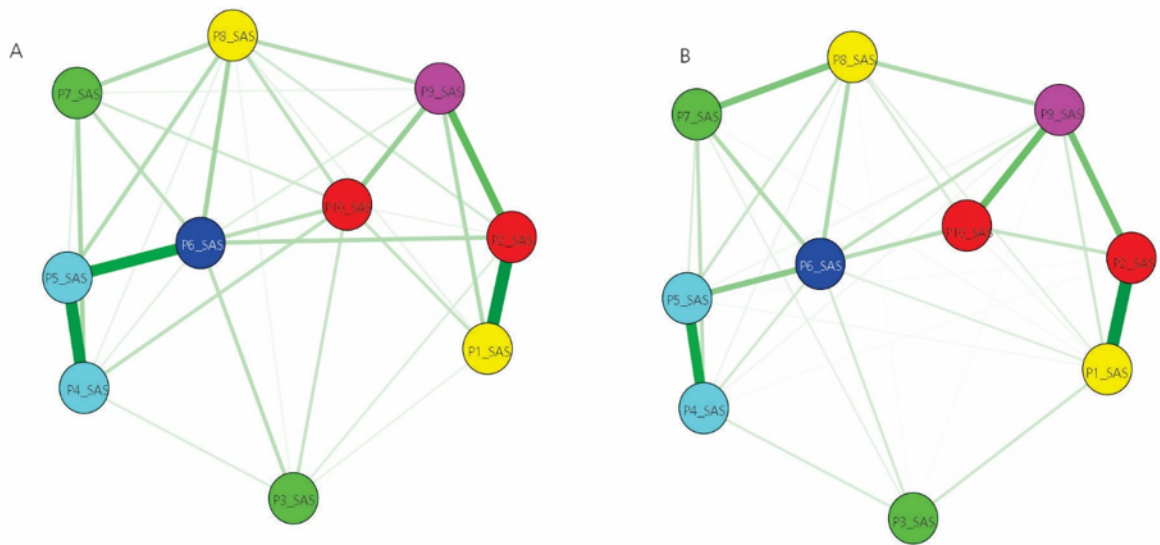 A
P8_SAS
P7_SAS
P9_SAS
P10_SAS
P6_SAS
P2_SAS
P5_SAS
P1_SAS
P4_SAS
P3_SAS
B
P8_SAS
P7_SAS
P9_SAS
P10_SAS
P6_SAS
P2_SAS
P5_SAS
P1_SAS
P4_SAS
P3_SAS